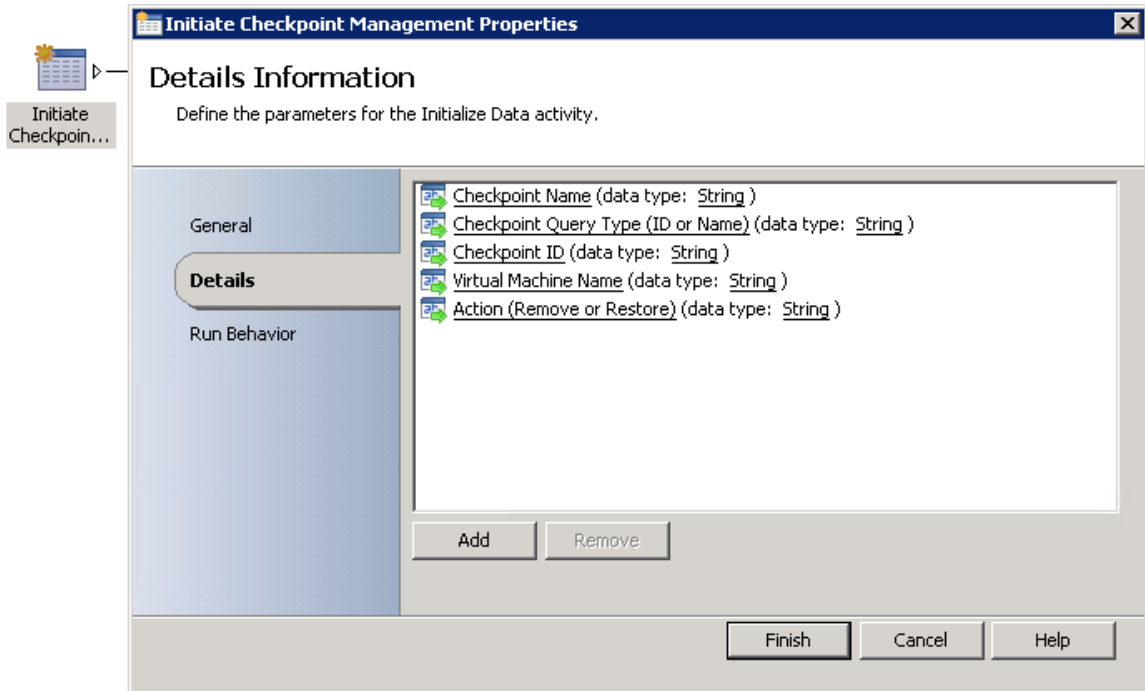 Initiate Checkpoint Management Properties
Details Information
Define the parameters for the Initialize Data activity.
Initiate
Checkpoin...
General
Details
Run Behavior
Checkpoint Name (data type: String )
Checkpoint Query Type (ID or Name) (data type: String )
Checkpoint ID (data type: String )
Virtual Machine Name (data type: String )
Action (Remove or Restore) (data type: String )
Add
Remove
Finish
Cancel
Help